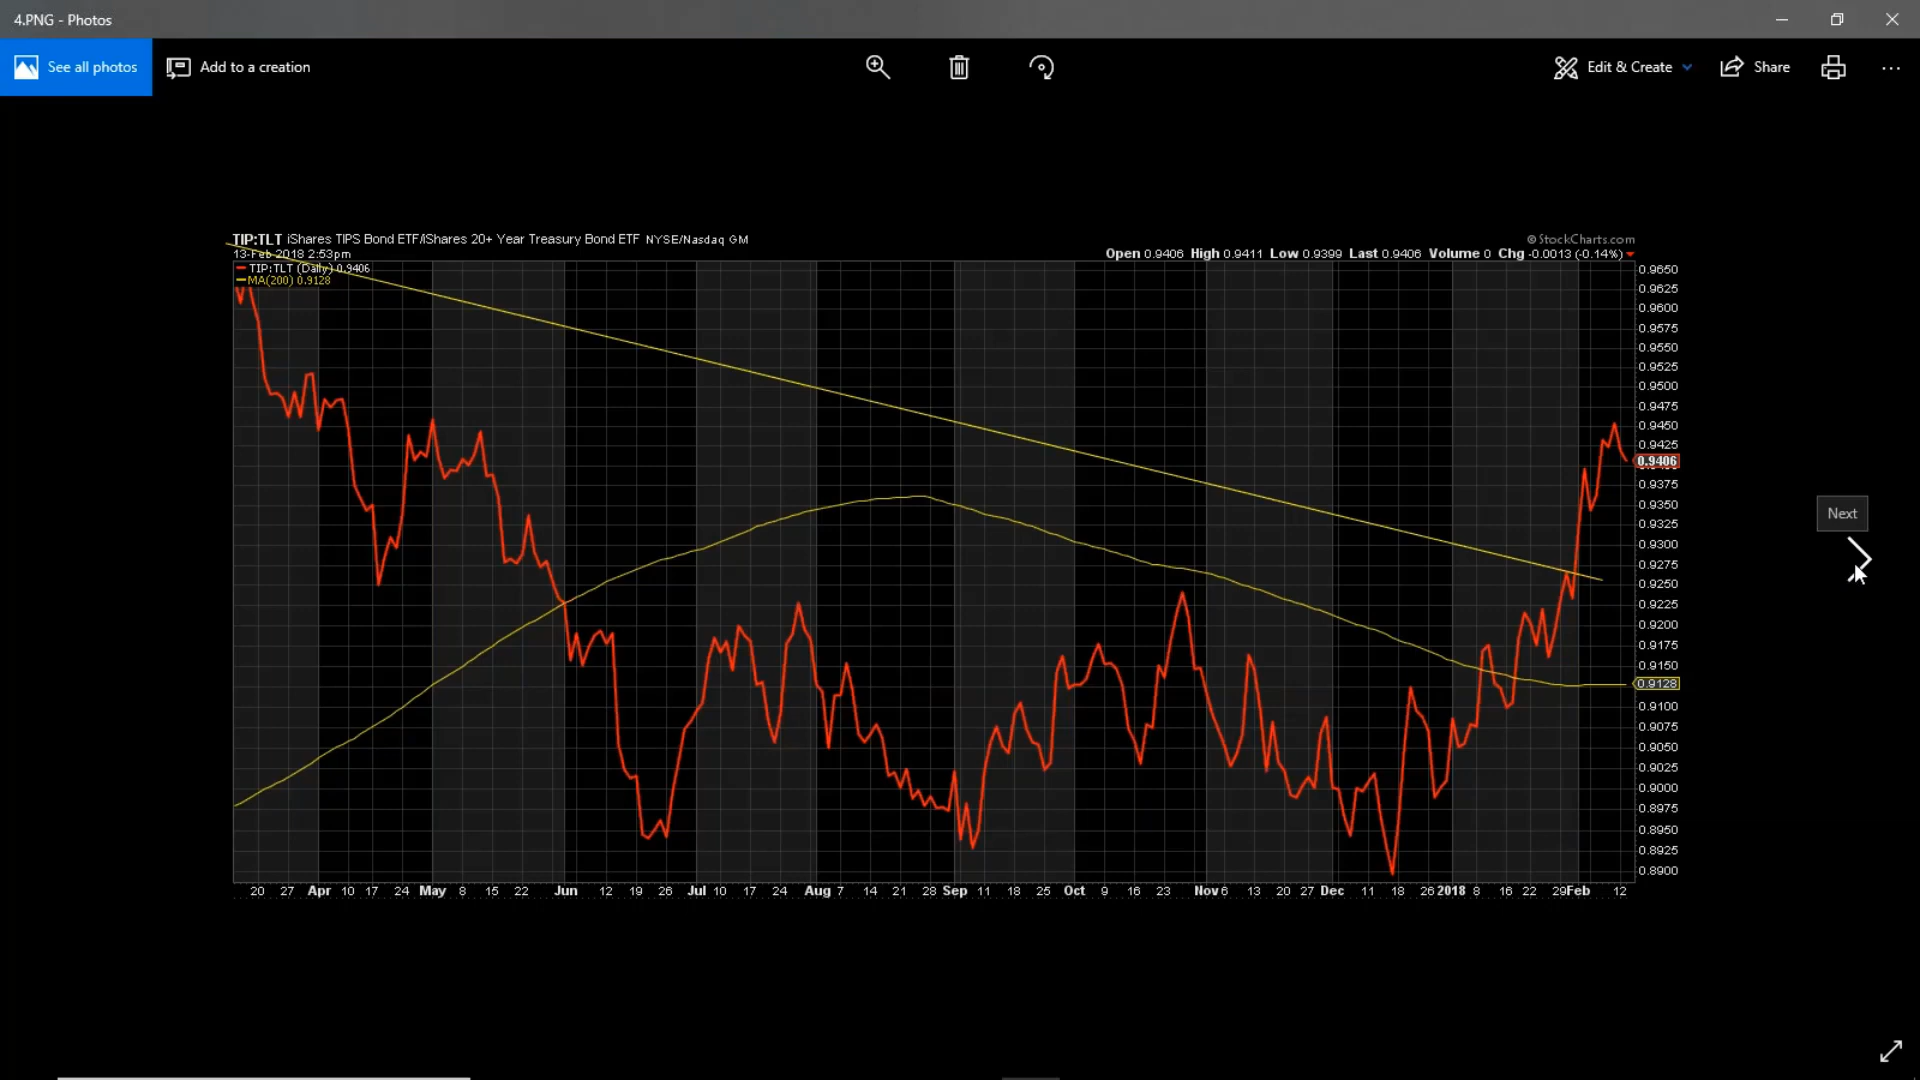 4.PNG - Photos
See all photos
Add to a creation
Edit & Create
Share
TIP:TLT iShares TIPS Bond ETF/iShares 20+ Year Treasury Bond ETF NYSE/Nasdaq GM
© StockCharts.com
13-Feb-2018 2:53pm
Open 0.9406 High 0.9411 Low 0.9399 Last 0.9406 Volume 0 Chg -0.0013 (-0.14%)
TIP:TLT (Daily) 0.9406
MA(200) 0.9128
0.9650
0.9625
0.9600
0.9575
0.9550
0.9525
0.9500
0.9475
0.9450
0.9425
0.9406
0.9375
0.9350
0.9325
0.9300
0.9275
0.9250
0.9225
0.9200
0.9175
0.9150
0.9128
0.9100
0.9075
0.9050
0.9025
0.9000
0.8975
0.8950
0.8925
0.8900
Next
20 27 Apr 10 17 24 May 8 15 22 Jun 12 19 26 Jul 10 17 24 Aug 7 14 21 28 Sep 11 18 25 Oct 9 16 23 Nov 6 13 20 27 Dec 11 18 26 2018 8 16 22 29 Feb 12